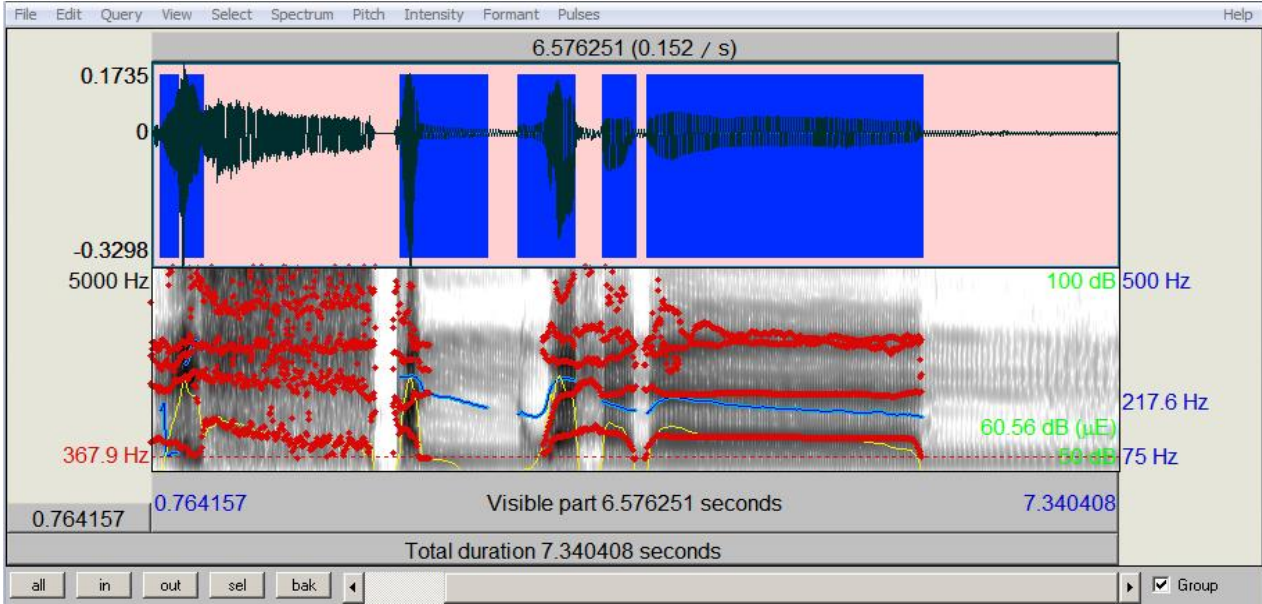 File Edit Query View Select Spectrum Pitch Intensity Formant Pulses Help
6.576251 (0.152 / s)
0.1735
0
-0.3298
5000 Hz 100 dB 500 Hz
217.6 Hz
60.56 dB (µE)
367.9 Hz 50 dB 75 Hz
0.764157 Visible part 6.576251 seconds 7.340408
0.764157
Total duration 7.340408 seconds
all in out sel bak Group